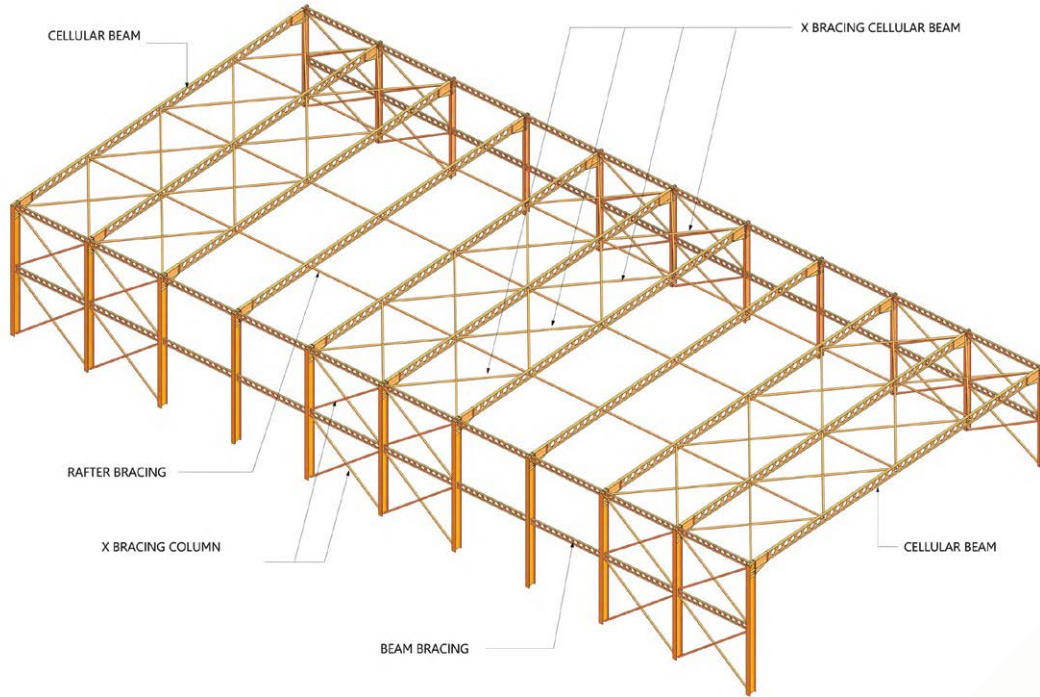 CELLULAR BEAM
X BRACING CELLULAR BEAM
RAFTER BRACING
X BRACING COLUMN
CELLULAR BEAM
BEAM BRACING